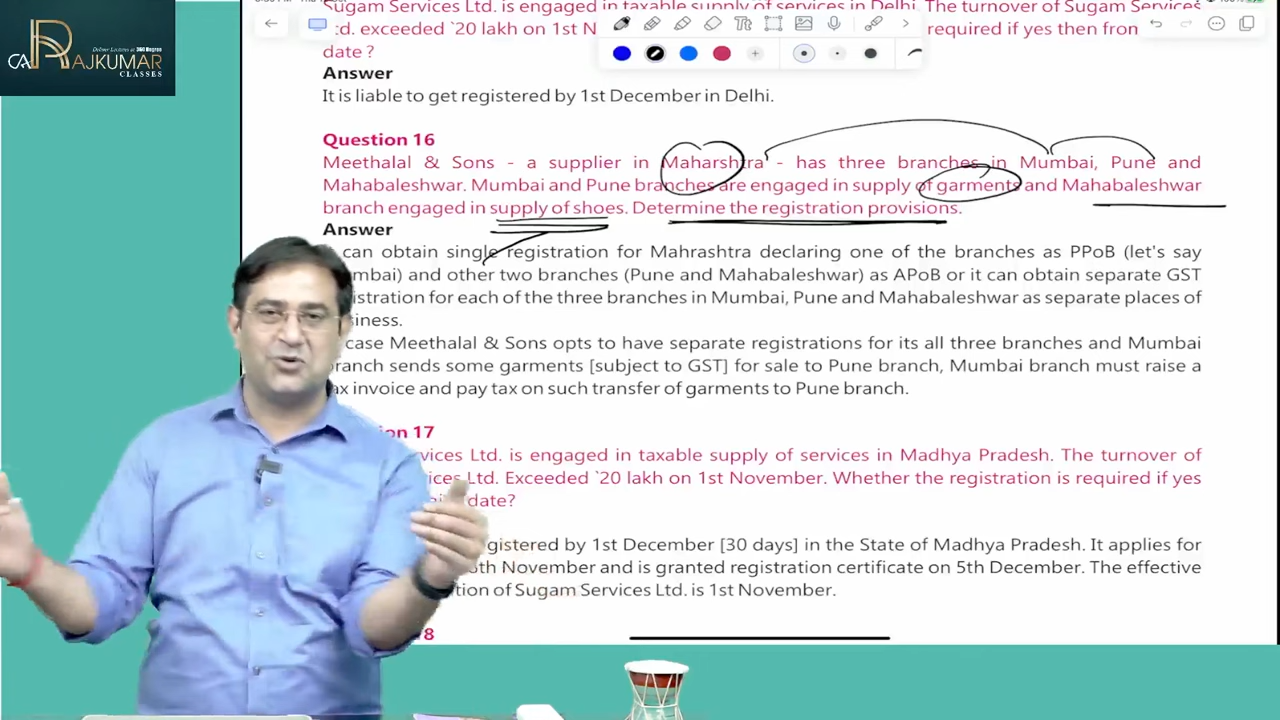 Sugam Services Ltd. is engaged in taxable supply of services in Delhi. The turnover of Sugam Services
Ltd. exceeded `20 lakh on 1st N required if yes then from
date ?
Answer
It is liable to get registered by 1st December in Delhi.
Question 16
Meethalal & Sons - a supplier in Maharshtra - has three branches in Mumbai, Pune and
Mahabaleshwar. Mumbai and Pune branches are engaged in supply of garments and Mahabaleshwar
branch engaged in supply of shoes. Determine the registration provisions.
Answer
can obtain single registration for Mahrashtra declaring one of the branches as PPoB (let's say
mbai) and other two branches (Pune and Mahabaleshwar) as APoB or it can obtain separate GST
istration for each of the three branches in Mumbai, Pune and Mahabaleshwar as separate places of
siness.
case Meethalal & Sons opts to have separate registrations for its all three branches and Mumbai
ranch sends some garments [subject to GST] for sale to Pune branch, Mumbai branch must raise a
ax invoice and pay tax on such transfer of garments to Pune branch.
on 17
rvices Ltd. is engaged in taxable supply of services in Madhya Pradesh. The turnover of
ces Ltd. Exceeded `20 lakh on 1st November. Whether the registration is required if yes
date?
gistered by 1st December [30 days] in the State of Madhya Pradesh. It applies for
th November and is granted registration certificate on 5th December. The effective
tion of Sugam Services Ltd. is 1st November.
8
CA RAJKUMAR
CLASSES